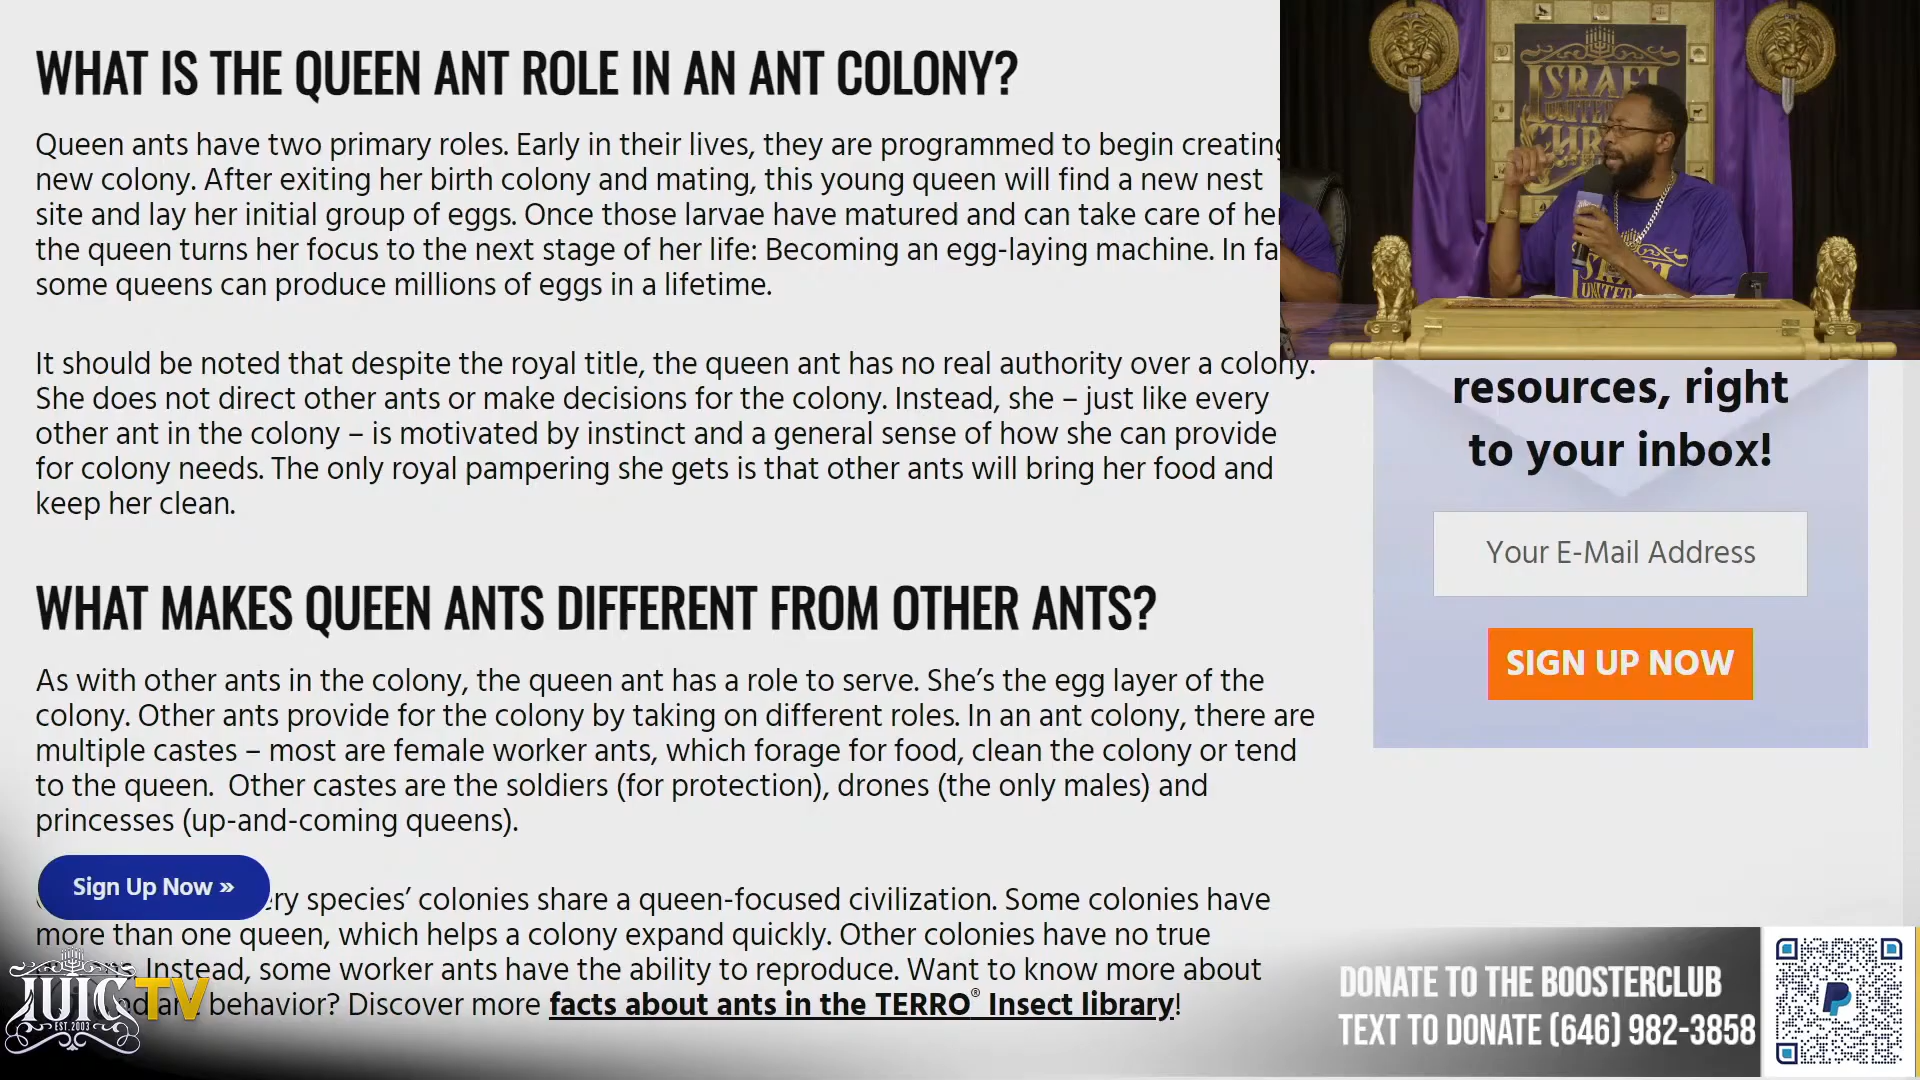 WHAT IS THE QUEEN ANT ROLE IN AN ANT COLONY?
Queen ants have two primary roles. Early in their lives, they are programmed to begin creating
new colony. After exiting her birth colony and mating, this young queen will find a new nest
site and lay her initial group of eggs. Once those larvae have matured and can take care of her
the queen turns her focus to the next stage of her life: Becoming an egg-laying machine. In fa
some queens can produce millions of eggs in a lifetime.
It should be noted that despite the royal title, the queen ant has no real authority over a colony.
She does not direct other ants or make decisions for the colony. Instead, she – just like every
other ant in the colony – is motivated by instinct and a general sense of how she can provide
for colony needs. The only royal pampering she gets is that other ants will bring her food and
keep her clean.
WHAT MAKES QUEEN ANTS DIFFERENT FROM OTHER ANTS?
As with other ants in the colony, the queen ant has a role to serve. She’s the egg layer of the
colony. Other ants provide for the colony by taking on different roles. In an ant colony, there are
multiple castes – most are female worker ants, which forage for food, clean the colony or tend
to the queen. Other castes are the soldiers (for protection), drones (the only males) and
princesses (up-and-coming queens).
Sign Up Now »
ery species’ colonies share a queen-focused civilization. Some colonies have
more than one queen, which helps a colony expand quickly. Other colonies have no true
Instead, some worker ants have the ability to reproduce. Want to know more about
behavior? Discover more facts about ants in the TERRO® Insect library!
IUIC TV
EST. 2003
ISRAEL
UNITED
CHRIST
ISRAEL
UNITED
resources, right
to your inbox!
Your E-Mail Address
SIGN UP NOW
DONATE TO THE BOOSTERCLUB
TEXT TO DONATE (646) 982-3858